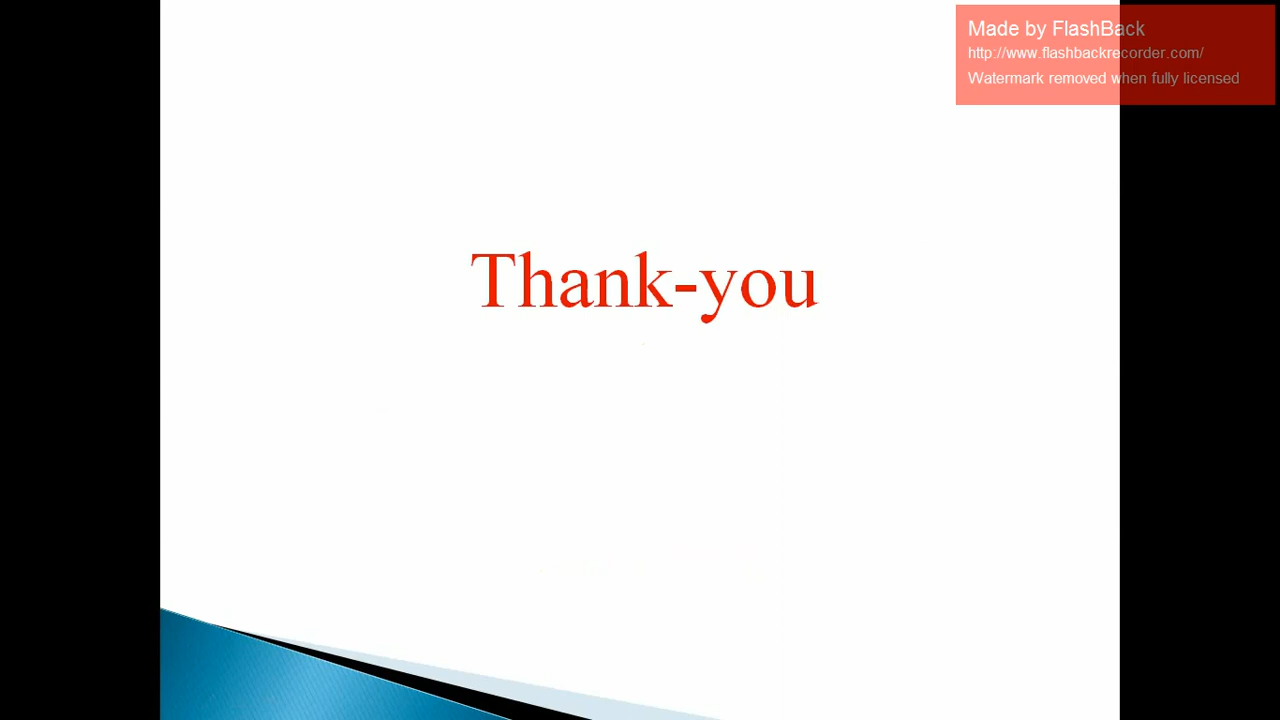 Made by FlashBack
http://www.flashbackrecorder.com/
Watermark removed when fully licensed
Thank-you